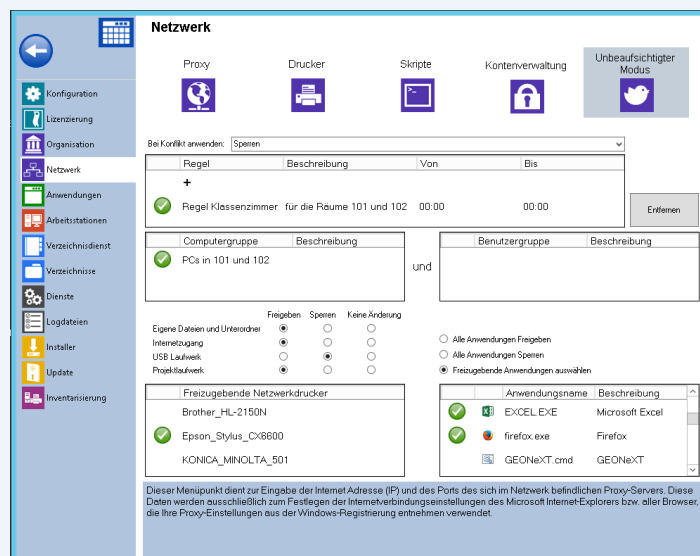 Netzwerk
Proxy
Drucker
Skripte
Kontenverwaltung
Unbeaufsichtigter
Modus
Konfiguration
Lizenzierung
Organisation
Netzwerk
Anwendungen
Arbeitsstationen
Verzeichnisdienst
Verzeichnisse
Dienste
Logdateien
Installer
Update
Inventarisierung
Bei Konflikt anwenden: Sperren
Regel Beschreibung Von Bis
+
Regel Klassenzimmer für die Räume 101 und 102 00:00 00:00
Entfernen
Computergruppe Beschreibung
PCs in 101 und 102
und
Benutzergruppe Beschreibung
Freigeben Sperren Keine Änderung
Eigene Dateien und Unterordner
Internetzugang
USB Laufwerk
Projektlaufwerk
Alle Anwendungen Freigeben
Alle Anwendungen Sperren
Freizugebende Anwendungen auswählen
Freizugebende Netzwerkdrucker
Brother_HL-2150N
Epson_Stylus_CX6600
KONICA_MINOLTA_501
Anwendungsname Beschreibung
EXCEL.EXE Microsoft Excel
firefox.exe Firefox
GEONeXT.cmd GEONeXT
Dieser Menüpunkt dient zur Eingabe der Internet Adresse (IP) und des Ports des sich im Netzwerk befindlichen Proxy-Servers. Diese
Daten werden ausschließlich zum Festlegen der Internetverbindungseinstellungen des Microsoft Internet-Explorers bzw. aller Browser,
die Ihre Proxy-Einstellungen aus der Windows-Registrierung entnehmen verwendet.